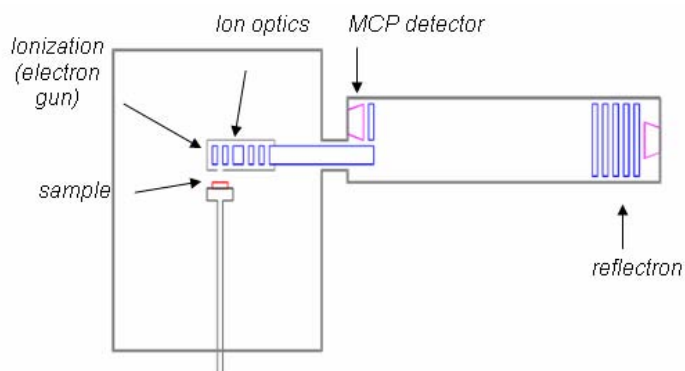 Ion optics
MCP detector
Ionization
(electron
gun)
sample
reflectron